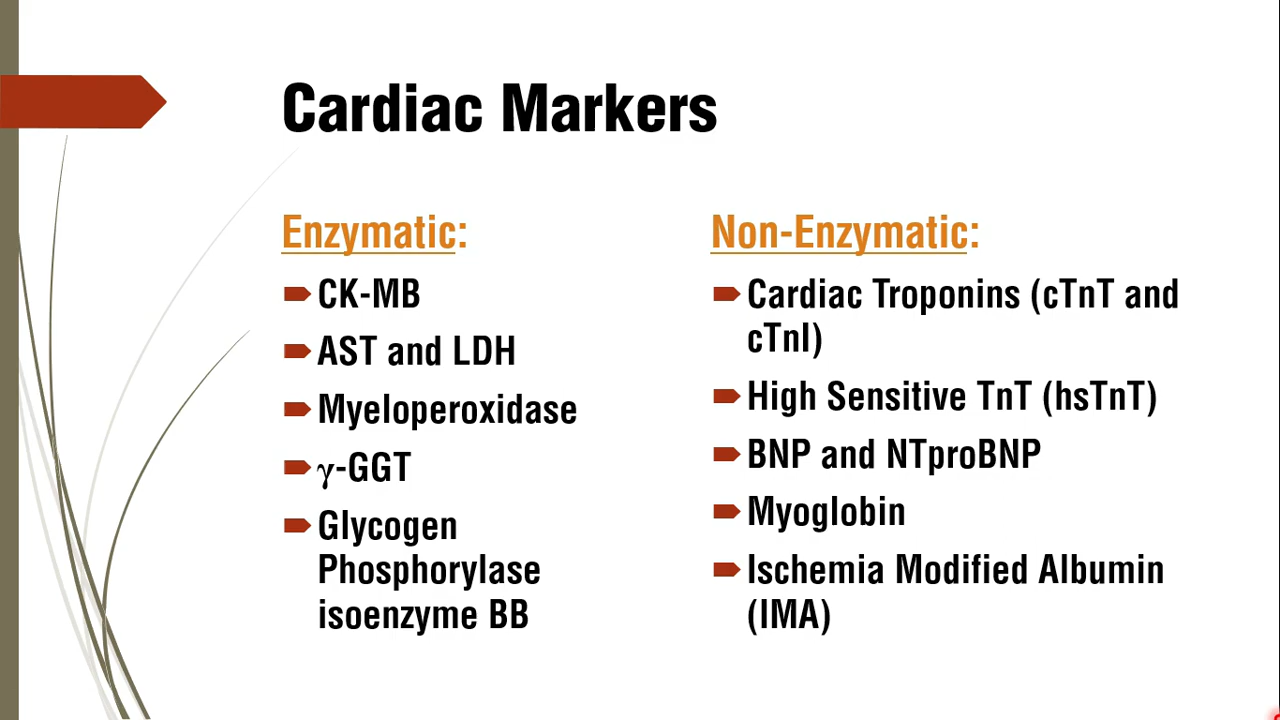 Cardiac Markers
Enzymatic:
CK-MB
AST and LDH
Myeloperoxidase
γ-GGT
Glycogen
Phosphorylase
isoenzyme BB
Non-Enzymatic:
Cardiac Troponins (cTnT and
cTnI)
High Sensitive TnT (hsTnT)
BNP and NTproBNP
Myoglobin
Ischemia Modified Albumin
(IMA)